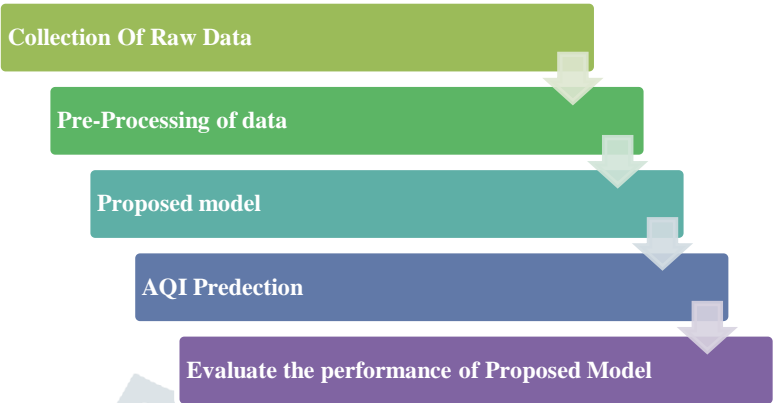 Collection Of Raw Data
Pre-Processing of data
Proposed model
AQI Predection
Evaluate the performance of Proposed Model